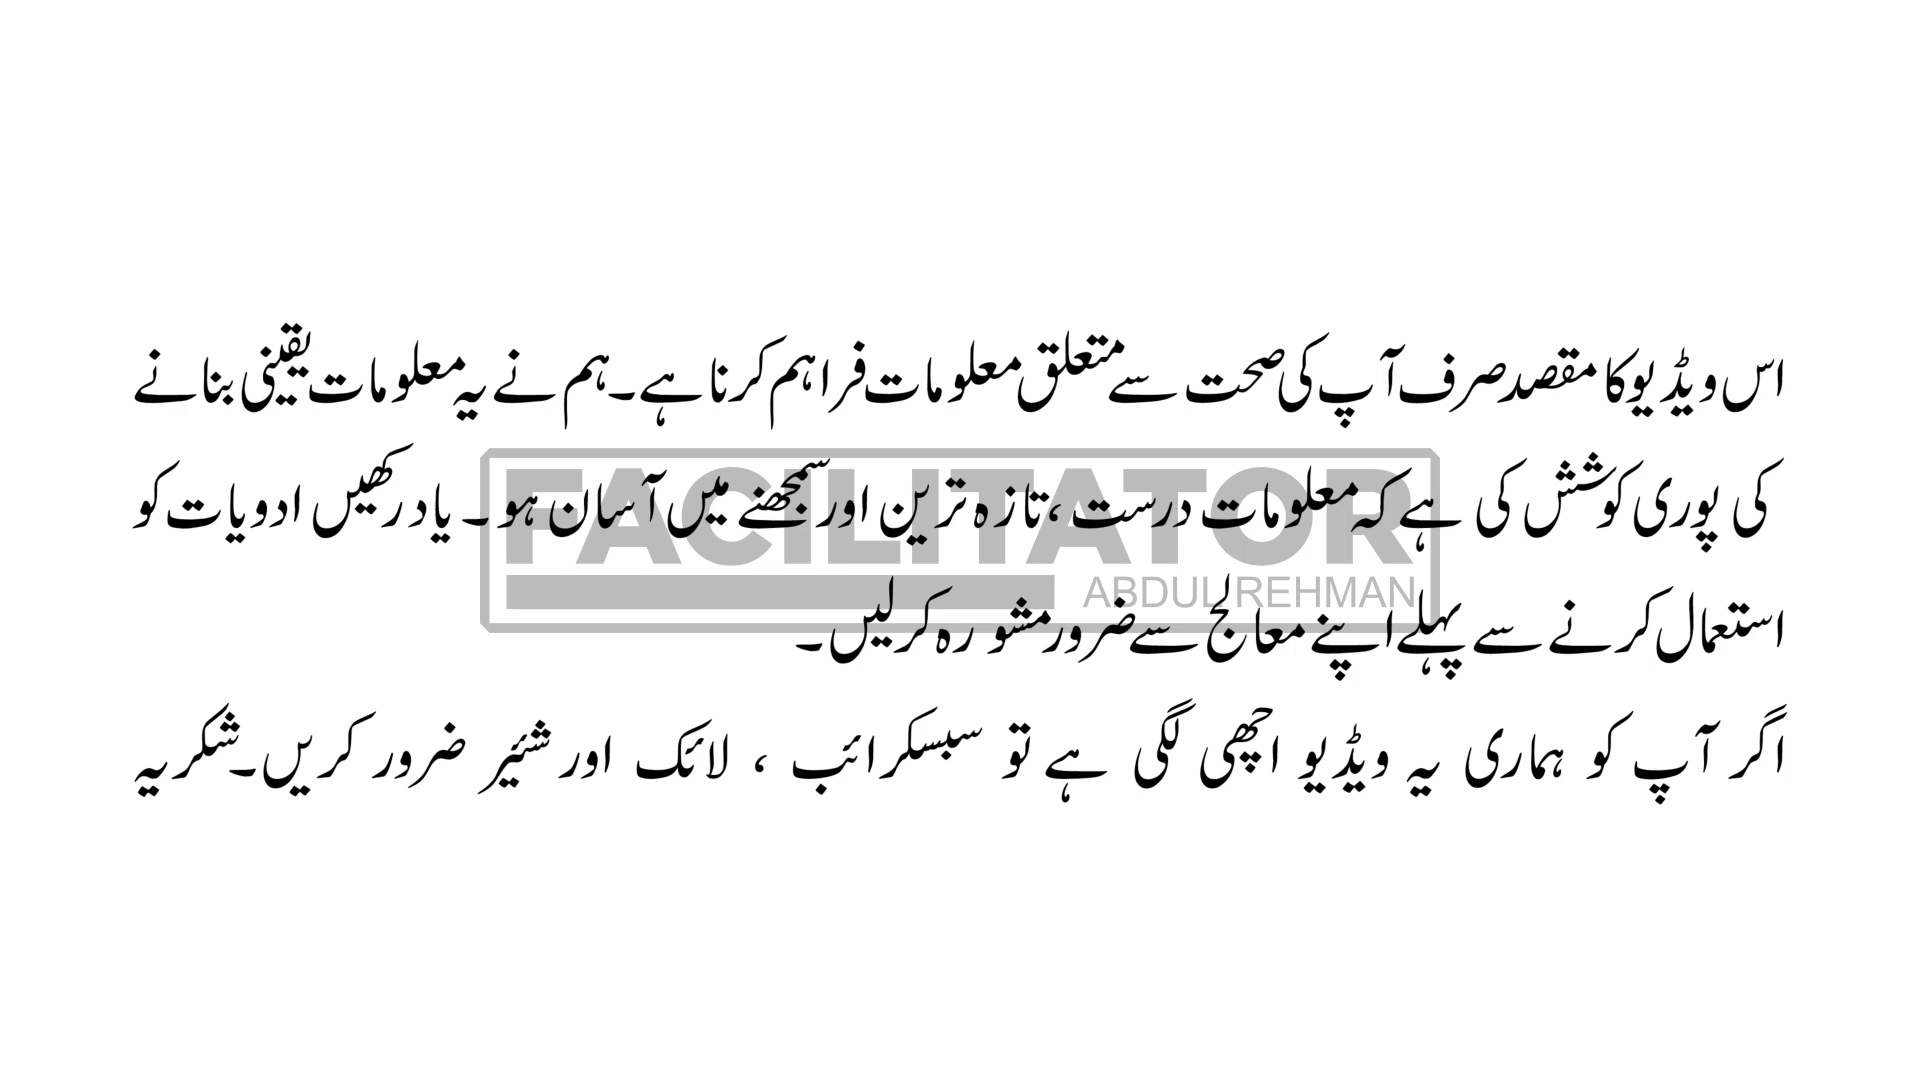 اس ویڈیو کا مقصد صرف آپ کی صحت سے متعلق معلومات فراہم کرنا ہے۔ ہم نے یہ معلومات یقینی بنانے
کی پوری کوشش کی ہے کہ معلومات درست، تازہ ترین اور سمجھنے میں آسان ہو۔ یاد رکھیں ادویات کو
FACILITATOR
ABDUL REHMAN
استعمال کرنے سے پہلے اپنے معالج سے ضرور مشورہ کرلیں۔
اگر آپ کو ہماری یہ ویڈیو اچھی لگی ہے تو سبسکرائب ، لائک اور شئیر ضرور کریں۔ شکریہ